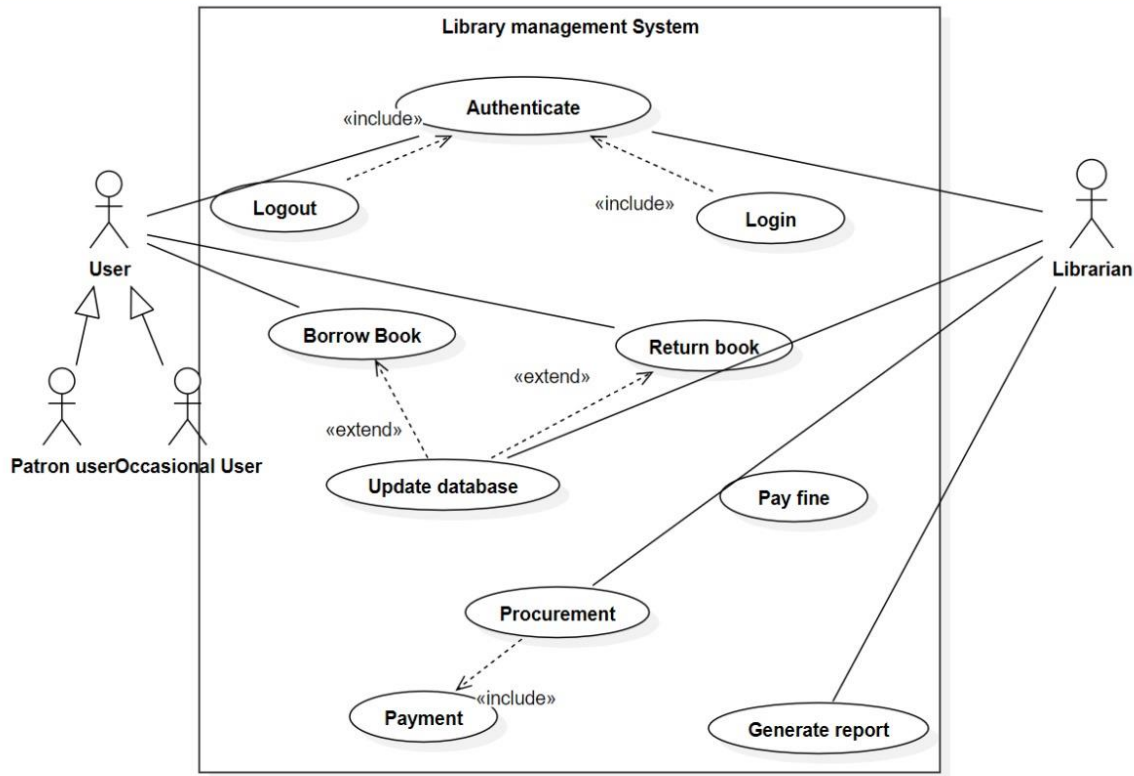 Library management System
Authenticate
«include»
Logout
«include»
Login
User
Librarian
Borrow Book
Return book
«extend»
«extend»
Patron user
Occasional User
Update database
Pay fine
Procurement
«include»
Payment
Generate report